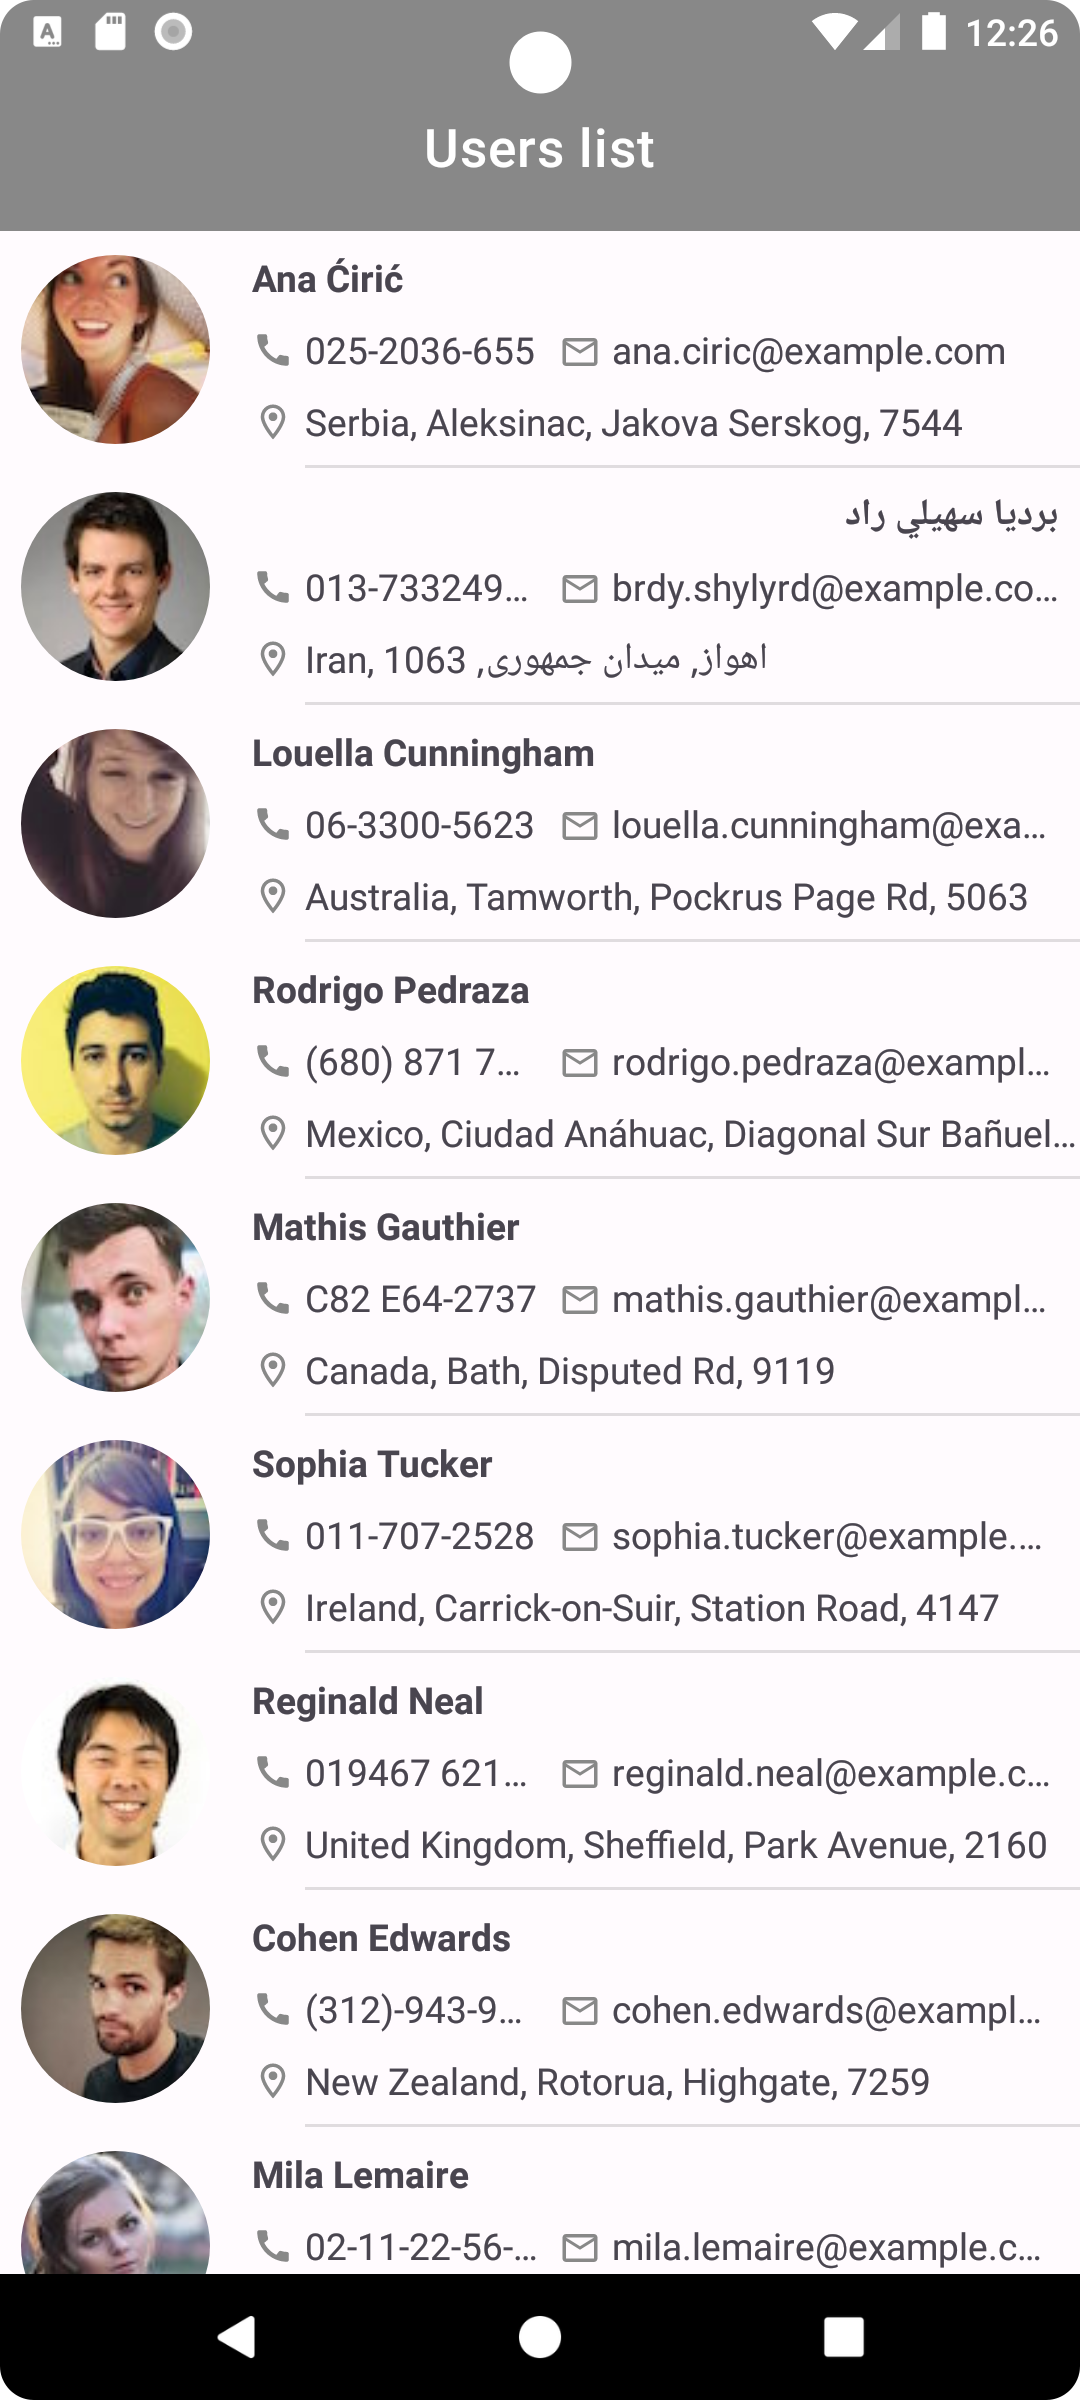 12:26
Users list
Ana Ćirić
025-2036-655 ana.ciric@example.com
Serbia, Aleksinac, Jakova Serskog, 7544
برديا سهيلي راد
013-733249... brdy.shylyrd@example.co...
Iran, اهواز, میدان جمهوری, 1063
Louella Cunningham
06-3300-5623 louella.cunningham@exa...
Australia, Tamworth, Pockrus Page Rd, 5063
Rodrigo Pedraza
(680) 871 7... rodrigo.pedraza@exampl...
Mexico, Ciudad Anáhuac, Diagonal Sur Bañuel...
Mathis Gauthier
C82 E64-2737 mathis.gauthier@exampl...
Canada, Bath, Disputed Rd, 9119
Sophia Tucker
011-707-2528 sophia.tucker@example....
Ireland, Carrick-on-Suir, Station Road, 4147
Reginald Neal
019467 621... reginald.neal@example.c...
United Kingdom, Sheffield, Park Avenue, 2160
Cohen Edwards
(312)-943-9... cohen.edwards@exampl...
New Zealand, Rotorua, Highgate, 7259
Mila Lemaire
02-11-22-56-... mila.lemaire@example.c...